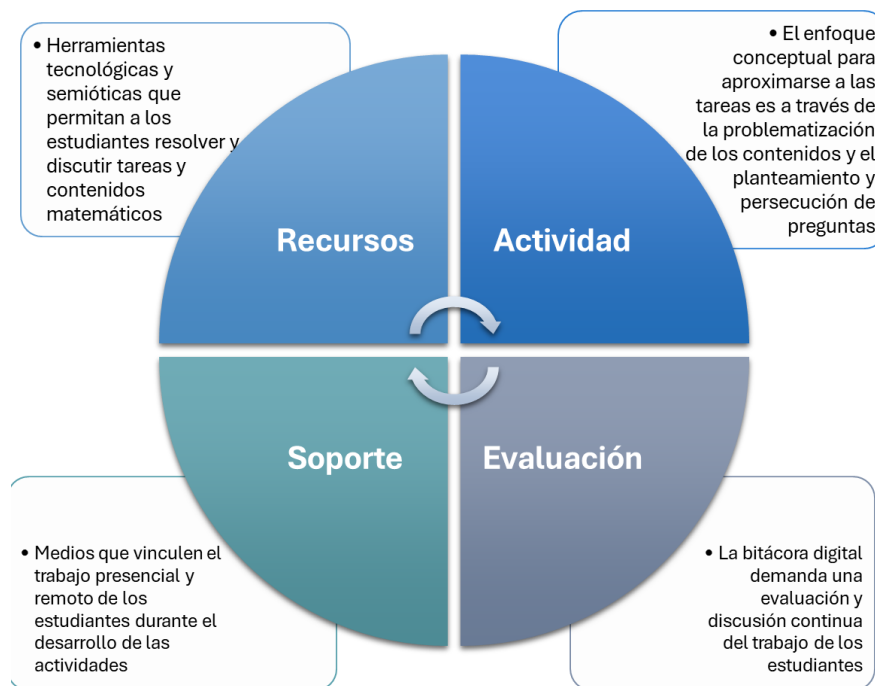 • Herramientas
tecnológicas y
semióticas que
permitan a los
estudiantes resolver y
discutir tareas y
contenidos
matemáticos
• El enfoque
conceptual para
aproximarse a las
tareas es a través de
la problematización
de los contenidos y el
planteamiento y
persecución de
preguntas
Recursos
Actividad
Soporte
Evaluación
• Medios que vinculen el
trabajo presencial y
remoto de los
estudiantes durante el
desarrollo de las
actividades
• La bitácora digital
demanda una
evaluación y
discusión continua
del trabajo de los
estudiantes